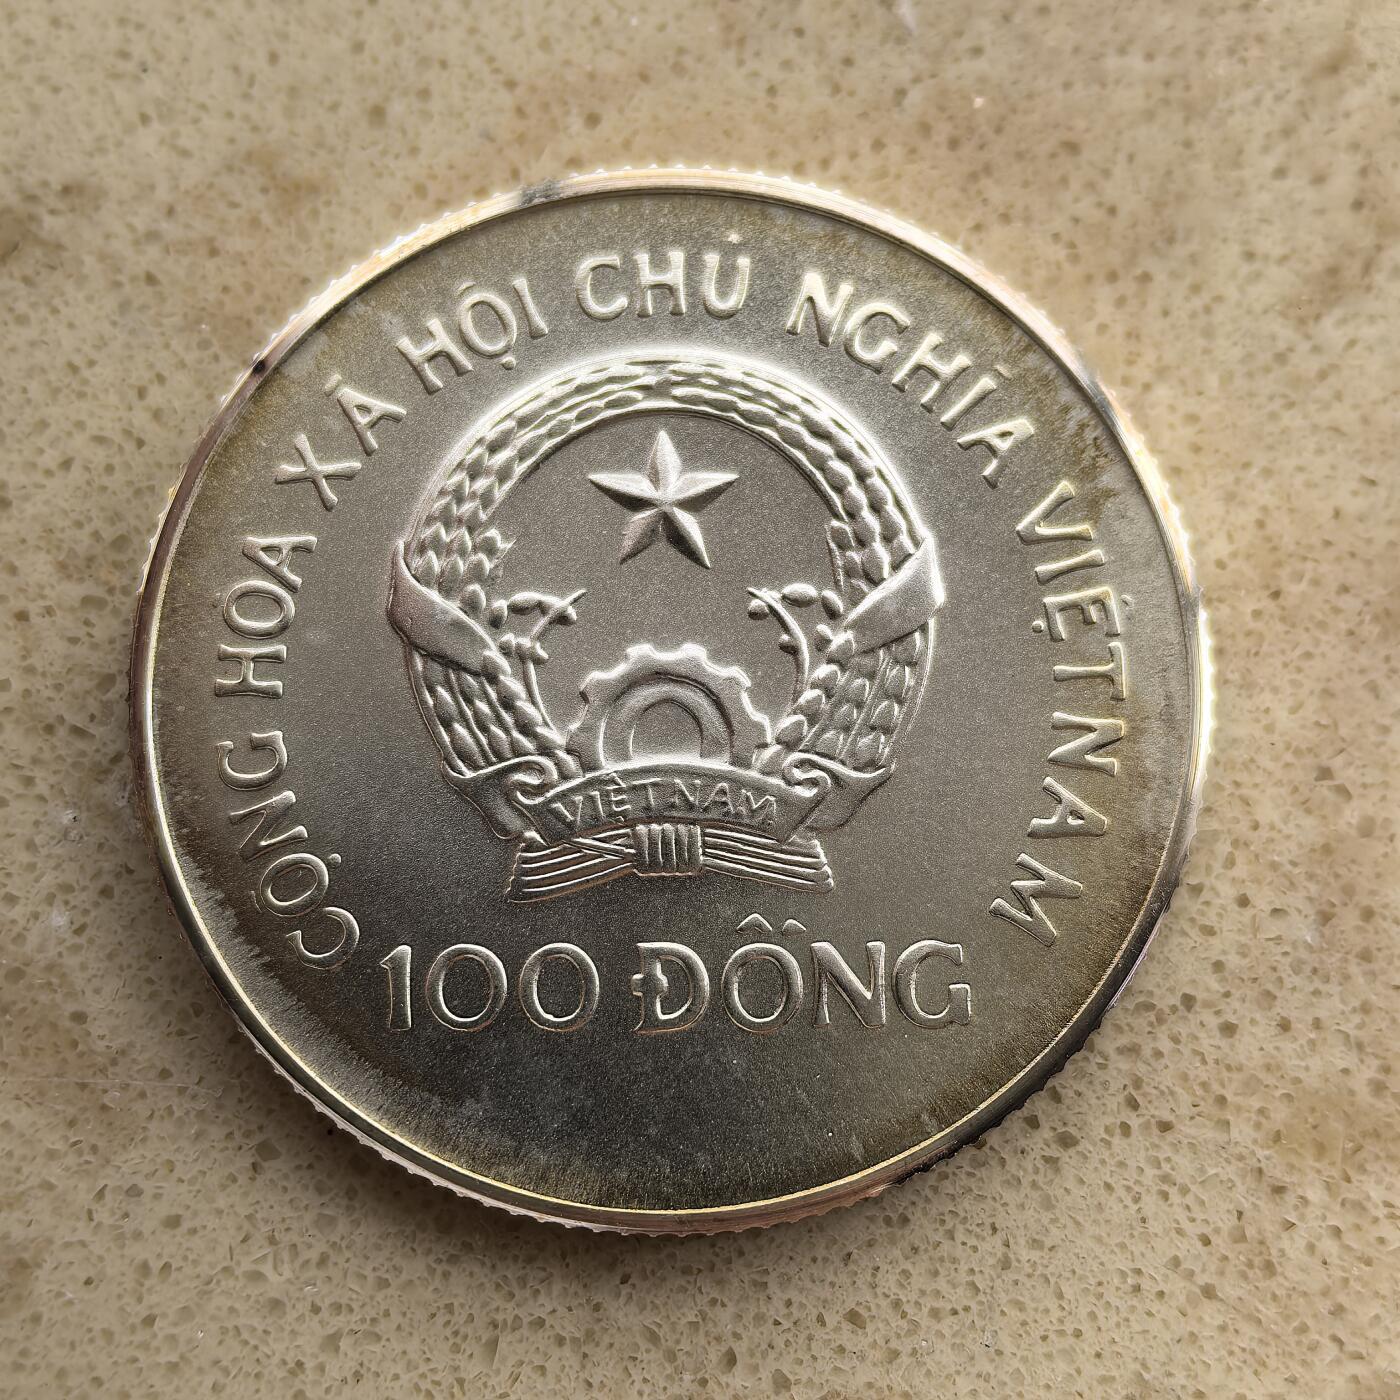 CỘNG HÒA XÃ HỘI CHỦ NGHĨA VIỆT NAM
VIỆT NAM
100 ĐỒNG